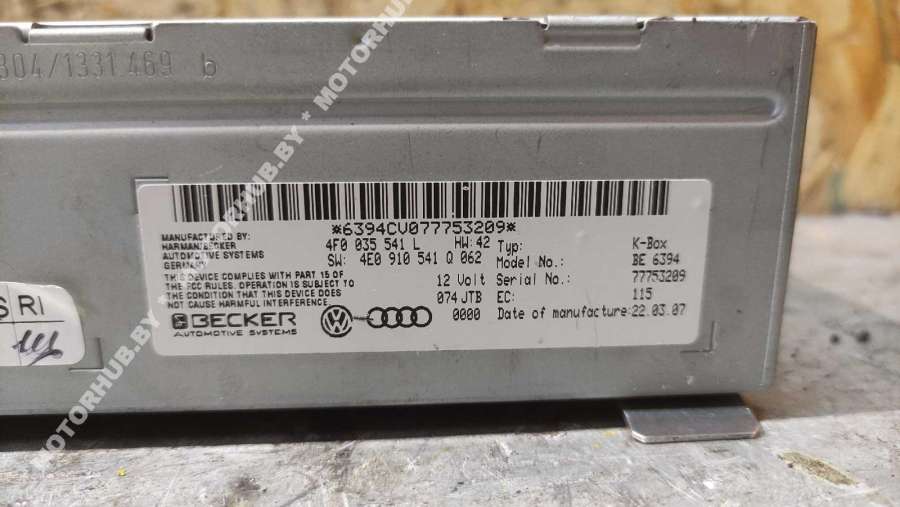 304/1331.469 b
*6394CV077753209*
MANUFACTURED BY:
HARMAN/BECKER
AUTOMOTIVE SYSTEMS
GERMANY
4F0 035 541 L HW:42 Typ: K-Box
SW: 4E0 910 541 Q 062 Model No.: BE 6394
THIS DEVICE COMPLIES WITH PART 15 OF
THE FCC RULES. OPERATION IS SUBJECT TO
THE CONDITION THAT THIS DEVICE DOES
NOT CAUSE HARMFUL INTERFERENCE
12 Volt Serial No.: 77753209
074 JTB EC: 115
0000 Date of manufacture: 22.03.07
BECKER
AUTOMOTIVE SYSTEMS
S RI
MOTORHUB.BY * MOTORHUB.BY * MOTORHUB
MOTORHUB.BY * MOTORHUB.BY